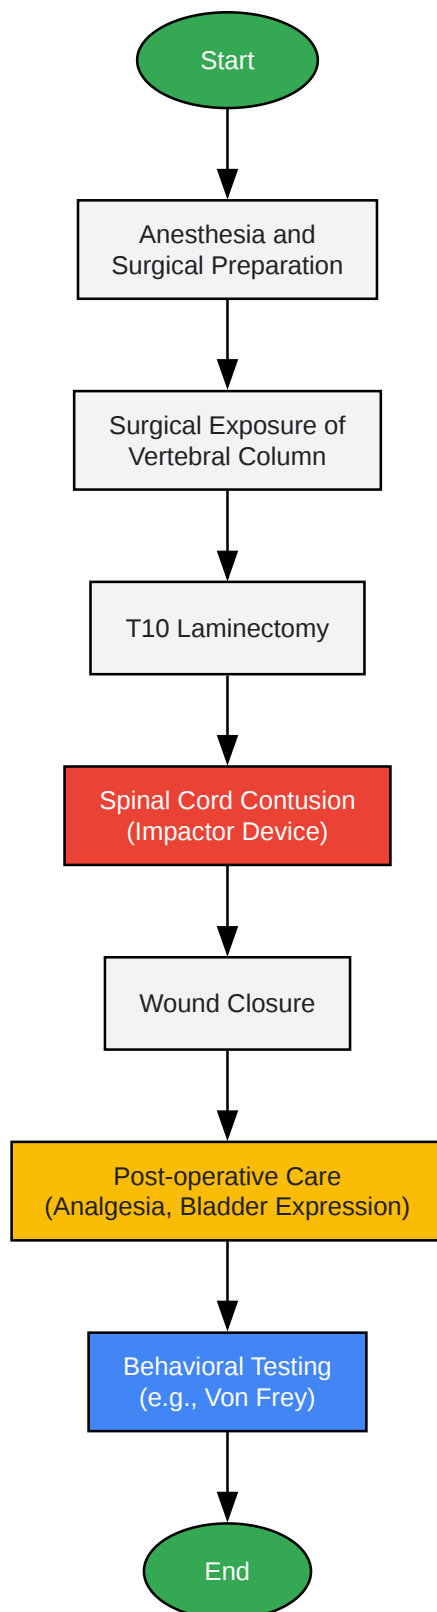 Start
Anesthesia and
Surgical Preparation
Surgical Exposure of
Vertebral Column
T10 Laminectomy
Spinal Cord Contusion
(Impactor Device)
Wound Closure
Post-operative Care
(Analgesia, Bladder Expression)
Behavioral Testing
(e.g., Von Frey)
End